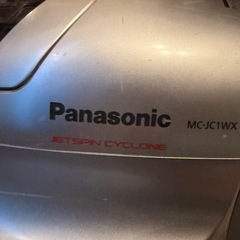 Panasonic MC-JC1WX
JETSPIN CYCLONE